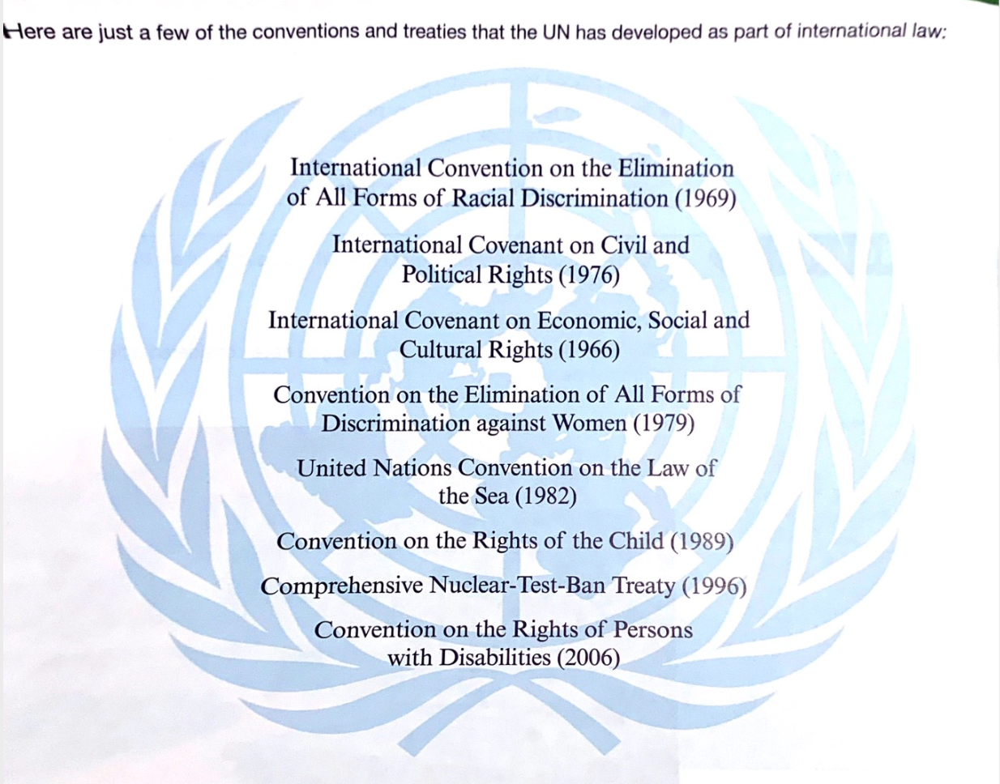 Here are just a few of the conventions and treaties that the UN has developed as part of international law:
International Convention on the Elimination
of All Forms of Racial Discrimination (1969)
International Covenant on Civil and
Political Rights (1976)
International Covenant on Economic, Social and
Cultural Rights (1966)
Convention on the Elimination of All Forms of
Discrimination against Women (1979)
United Nations Convention on the Law of
the Sea (1982)
Convention on the Rights of the Child (1989)
Comprehensive Nuclear-Test-Ban Treaty (1996)
Convention on the Rights of Persons
with Disabilities (2006)